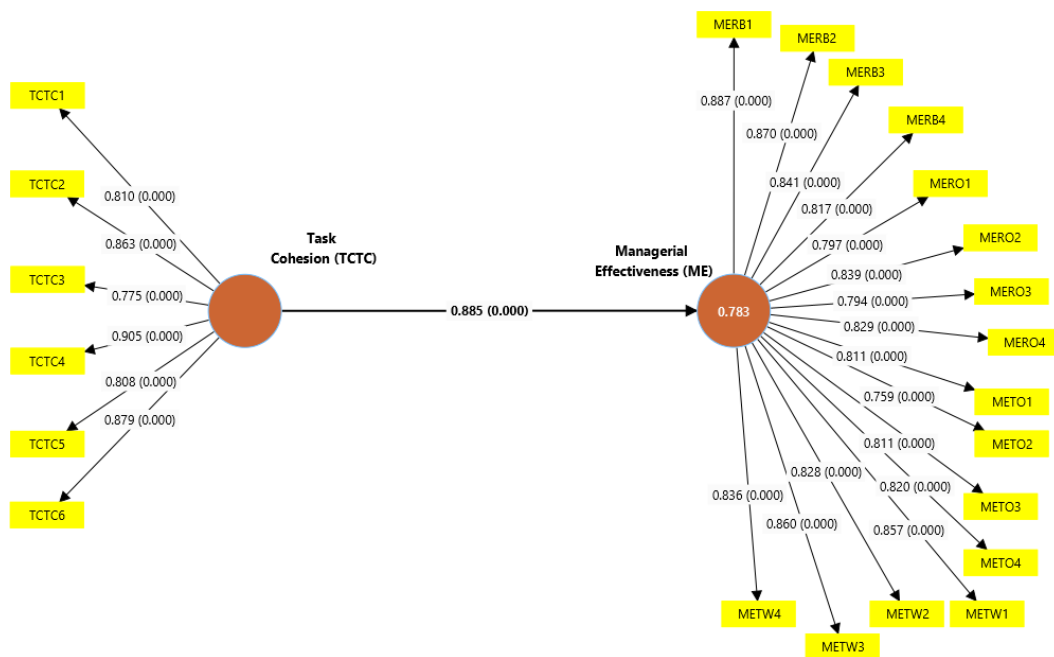 MERB1
MERB2
MERB3
TCTC1
0.887 (0.000)
MERB4
0.870 (0.000)
TCTC2
0.841 (0.000)
MERO1
0.810 (0.000)
0.817 (0.000)
Task
Cohesion (TCTC)
Managerial
Effectiveness (ME)
MERO2
0.863 (0.000)
0.797 (0.000)
TCTC3
0.839 (0.000)
MERO3
0.775 (0.000)
0.794 (0.000)
0.885 (0.000)
0.783
0.905 (0.000)
0.829 (0.000)
MERO4
TCTC4
0.811 (0.000)
0.808 (0.000)
METO1
0.759 (0.000)
0.879 (0.000)
TCTC5
0.811 (0.000)
METO2
0.828 (0.000)
0.820 (0.000)
0.836 (0.000)
METO3
TCTC6
0.860 (0.000)
0.857 (0.000)
METO4
METW4
METW2
METW1
METW3